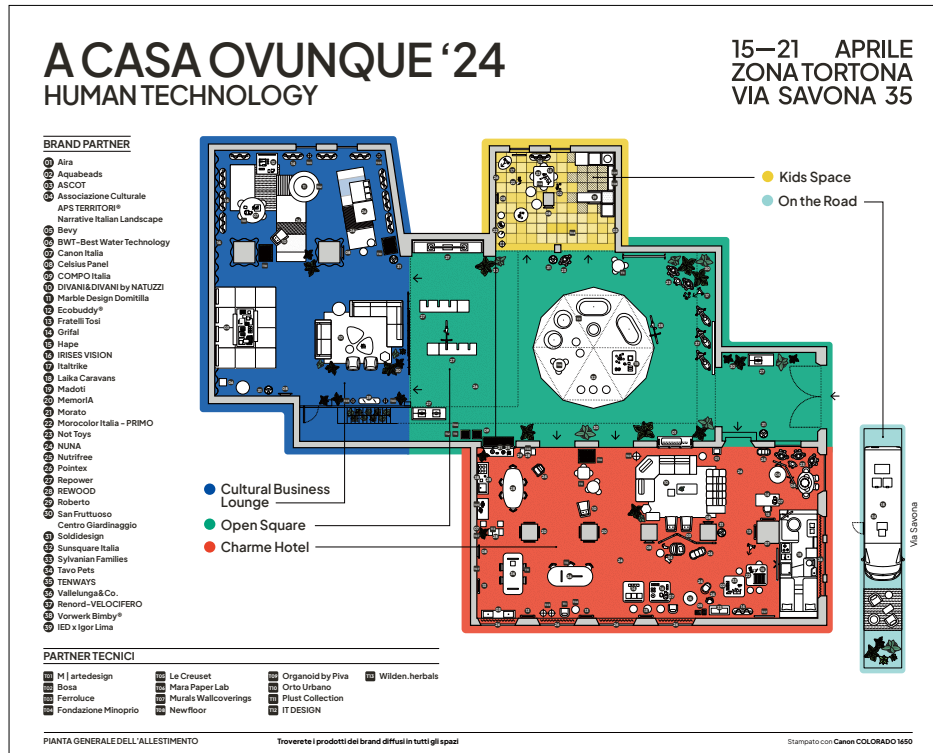 A CASA OVUNQUE ‘24
HUMAN TECHNOLOGY
15—21 APRILE
ZONA TORTONA
VIA SAVONA 35
BRAND PARTNER
01 Aira
02 Aquabeads
03 ASCOT
04 Associazione Culturale
APS TERRITORI®
Narrative Italian Landscape
05 Bevy
06 BWT-Best Water Technology
07 Canon Italia
08 Celsius Panel
09 COMPO Italia
10 DIVANI&DIVANI by NATUZZI
11 Marble Design Domitilla
12 Ecobuddy®
13 Fratelli Tosi
14 Grifal
15 Hape
16 IRISES VISION
17 Italtrike
18 Laika Caravans
19 Madoti
20 MemorIA
21 Morato
22 Morocolor Italia - PRIMO
23 Not Toys
24 NUNA
25 Nutrifree
26 Pointex
27 Repower
28 REWOOD
29 Roberto
30 San Fruttuoso
Centro Giardinaggio
31 Soldidesign
32 Sunsquare Italia
33 Sylvanian Families
34 Tavo Pets
35 TENWAYS
36 Vallelunga&Co.
37 Renord-VELOCIFERO
38 Vorwerk Bimby®
39 IED x Igor Lima
Kids Space
On the Road
Cultural Business
Lounge
Open Square
Charme Hotel
Via Savona
PARTNER TECNICI
T01 M | artedesign
T02 Bosa
T03 Ferroluce
T04 Fondazione Minoprio
T05 Le Creuset
T06 Mara Paper Lab
T07 Murals Wallcoverings
T08 Newfloor
T09 Organoid by Piva
T10 Orto Urbano
T11 Plust Collection
T12 IT DESIGN
T13 Wilden.herbals
PIANTA GENERALE DELL'ALLESTIMENTO
Troverete i prodotti dei brand diffusi in tutti gli spazi
Stampato con Canon COLORADO 1650